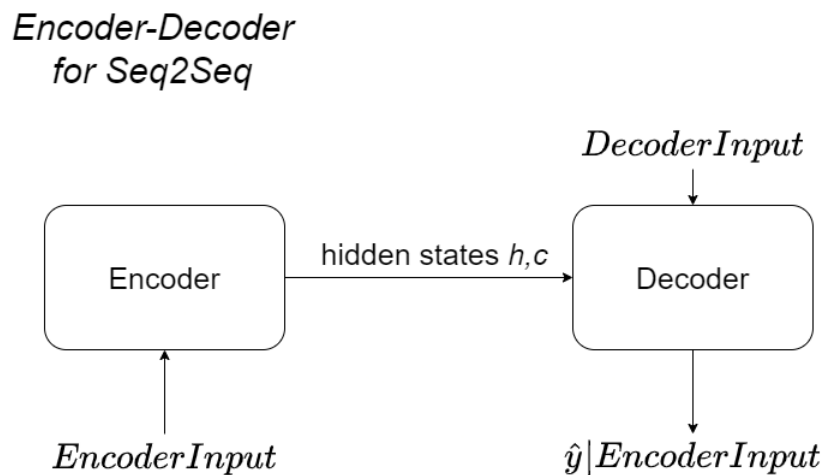 Encoder-Decoder
for Seq2Seq
DecoderInput
Encoder
hidden states h,c
Decoder
EncoderInput
ŷ|EncoderInput